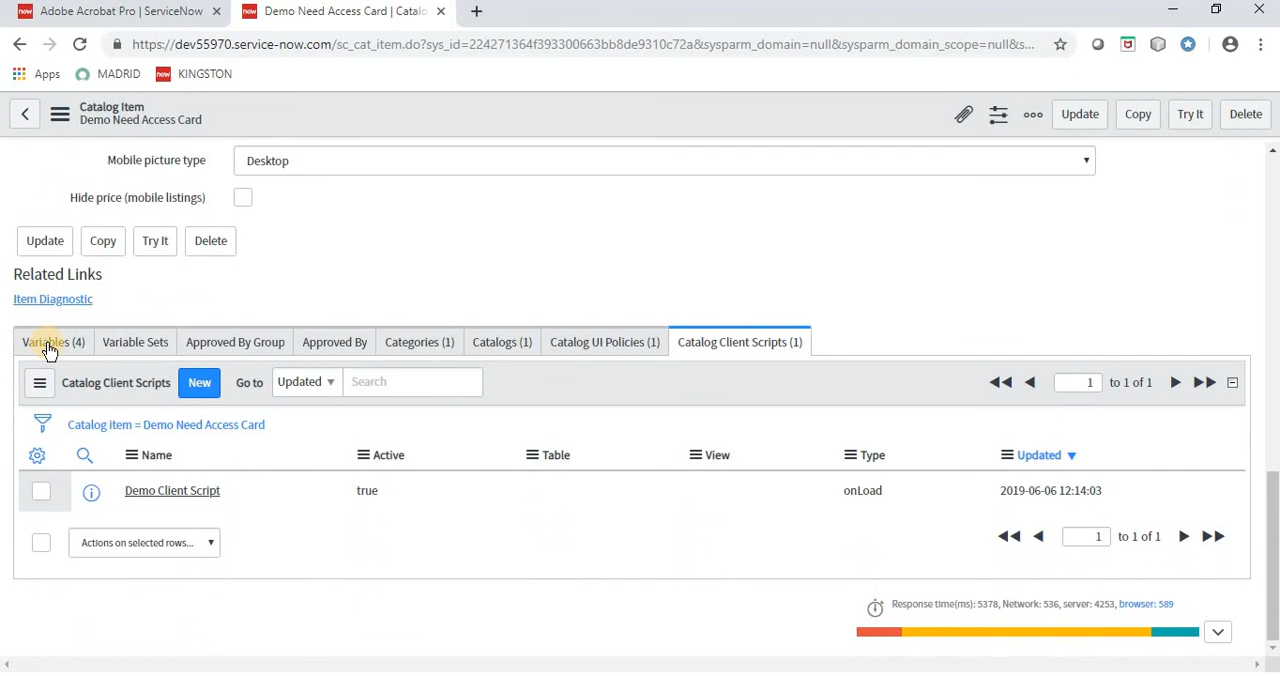 Adobe Acrobat Pro | ServiceNow
Demo Need Access Card | Catalo
https://dev55970.service-now.com/sc_cat_item.do?sys_id=224271364f393300663bb8de9310c72a&sysparm_domain=null&sysparm_domain_scope=null&s...
Apps MADRID now KINGSTON
Catalog Item
Demo Need Access Card
Update Copy Try It Delete
Mobile picture type Desktop
Hide price (mobile listings)
Update Copy Try It Delete
Related Links
Item Diagnostic
Variables (4) Variable Sets Approved By Group Approved By Categories (1) Catalogs (1) Catalog UI Policies (1) Catalog Client Scripts (1)
Catalog Client Scripts New Go to Updated Search 1 to 1 of 1
Catalog item = Demo Need Access Card
Name Active Table View Type Updated
Demo Client Script true onLoad 2019-06-06 12:14:03
Actions on selected rows... 1 to 1 of 1
Response time(ms): 5378, Network: 536, server: 4253, browser: 589